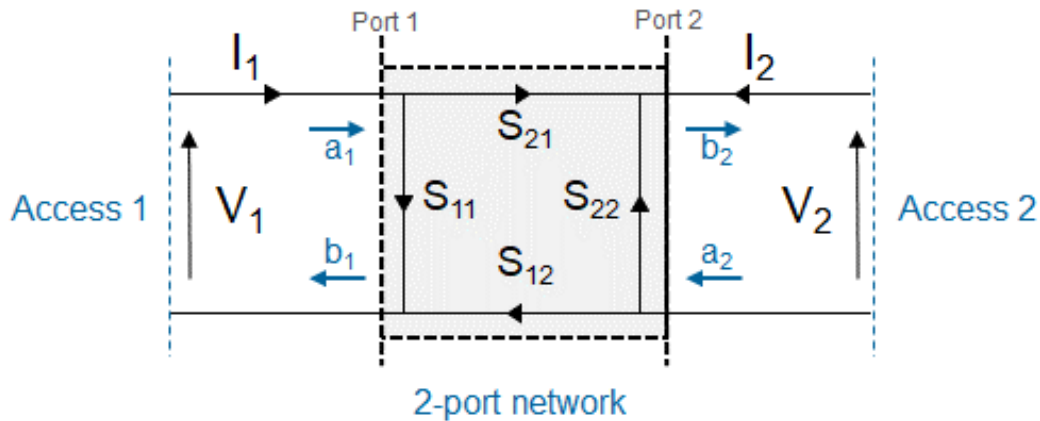 Port 1
Port 2
I₁
I₂
S₂₁
a₁
b₂
Access 1
V₁
S₁₁
S₂₂
V₂
Access 2
b₁
S₁₂
a₂
2-port network